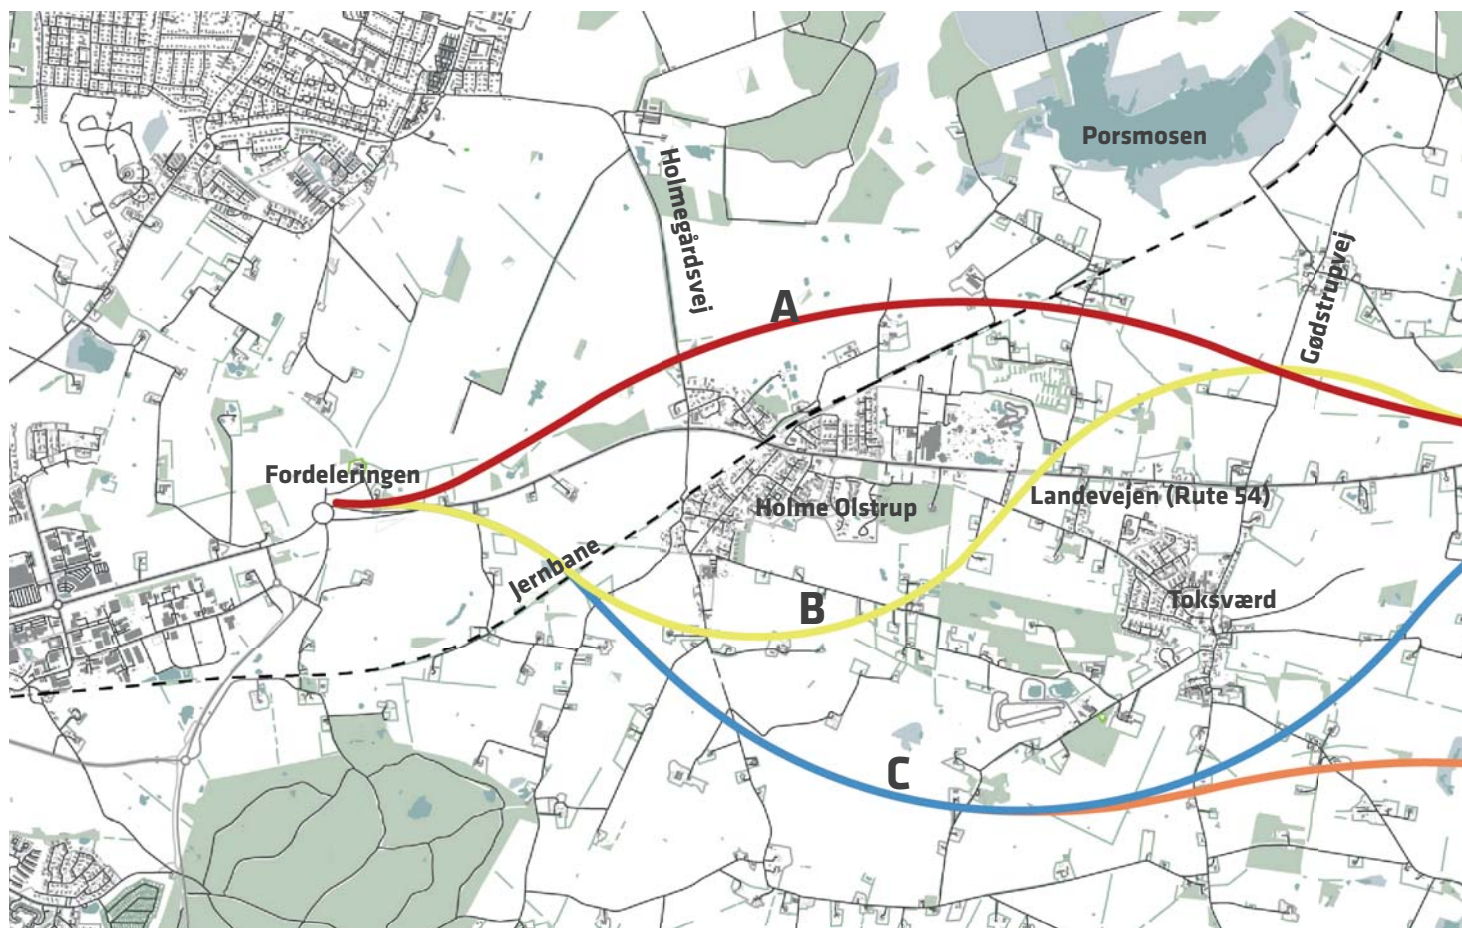 Porsmosen
Holmegårdsvej
Gødstrupvej
A
Fordeleringen
Landevejen (Rute 54)
Holme Olstrup
Jernbane
B
Toksværd
C